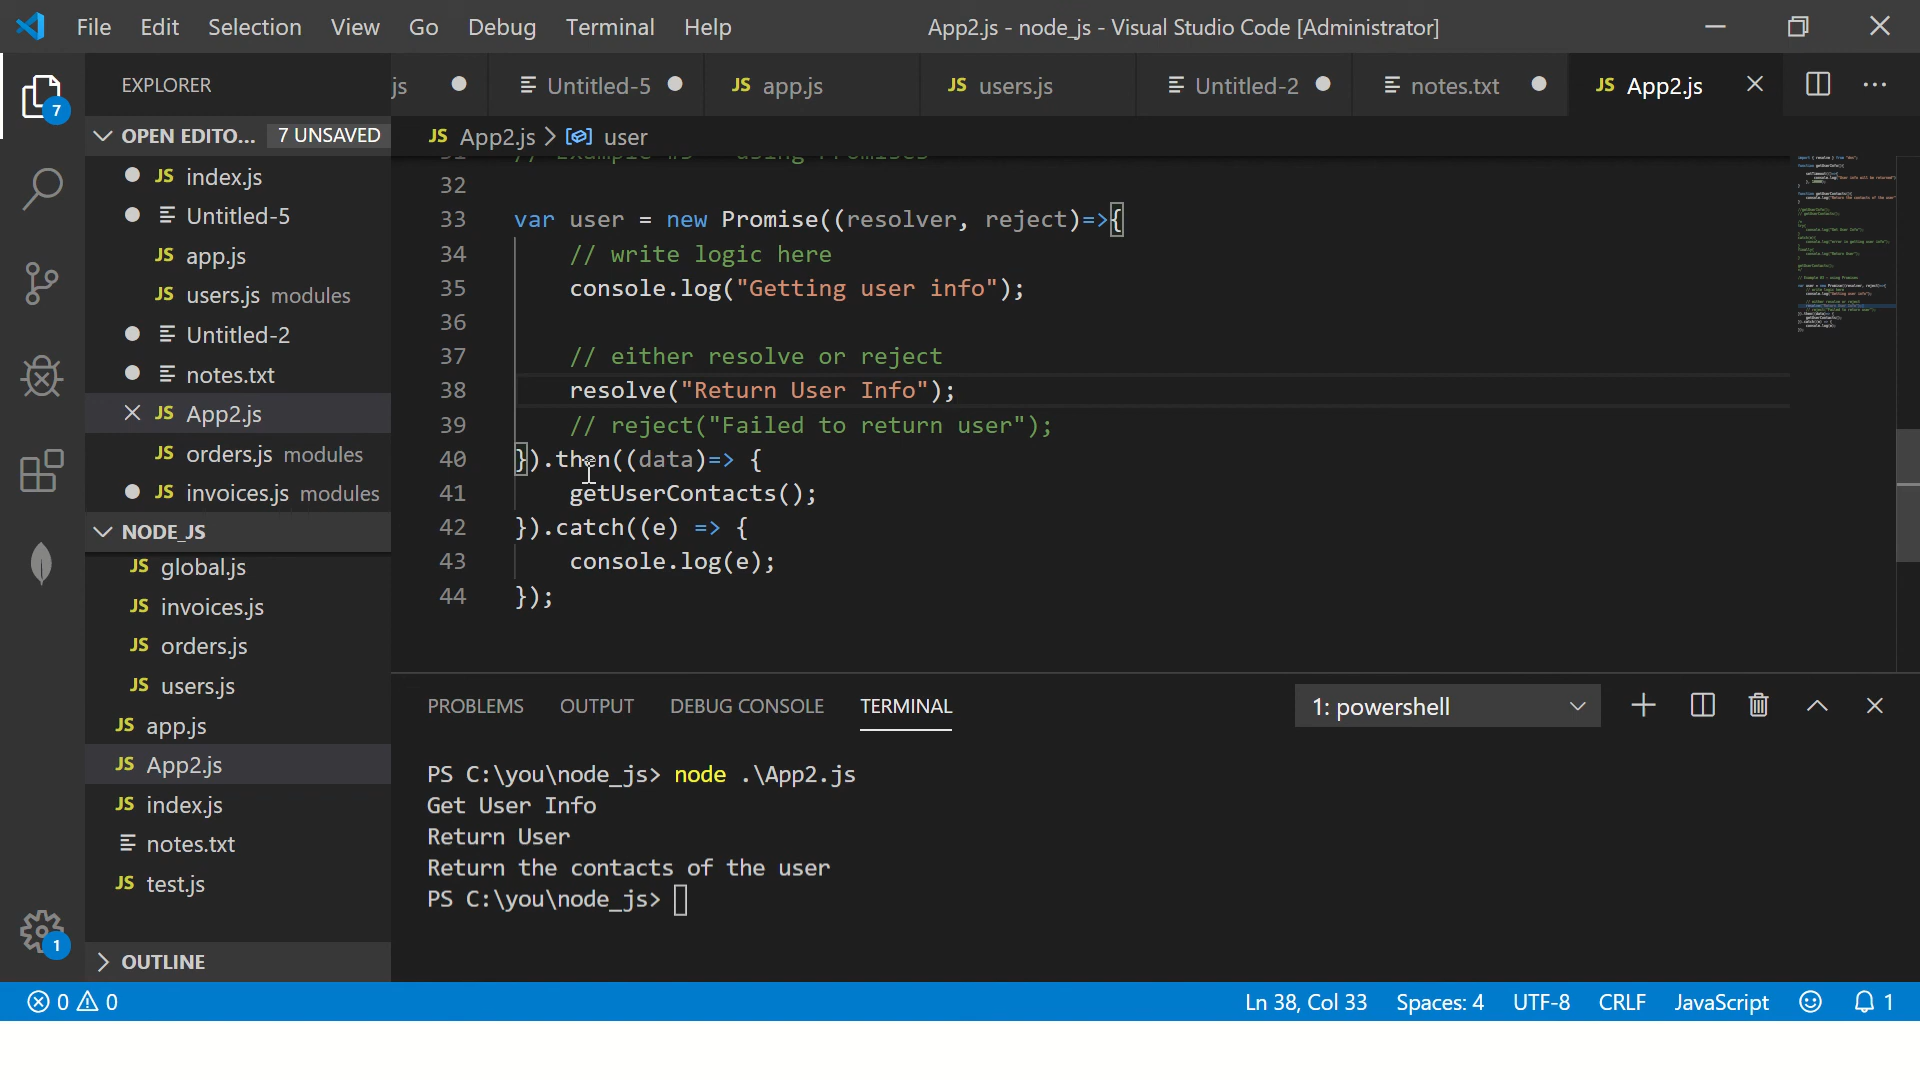 File Edit Selection View Go Debug Terminal Help
App2.js - node_js - Visual Studio Code [Administrator]
EXPLORER
js
Untitled-5
JS app.js
JS users.js
Untitled-2
notes.txt
JS App2.js
7
OPEN EDITO... 7 UNSAVED
JS App2.js > user
JS index.js
Untitled-5
JS app.js
JS users.js modules
Untitled-2
notes.txt
JS App2.js
JS orders.js modules
JS invoices.js modules
NODE_JS
JS global.js
JS invoices.js
JS orders.js
JS users.js
JS app.js
JS App2.js
JS index.js
notes.txt
JS test.js
OUTLINE
1
32
33 var user = new Promise((resolver, reject)=>{
34 // write logic here
35 console.log("Getting user info");
36
37 // either resolve or reject
38 resolve("Return User Info");
39 // reject("Failed to return user");
40 }).then((data)=> {
41 getUserContacts();
42 }).catch((e) => {
43 console.log(e);
44 });
PROBLEMS OUTPUT DEBUG CONSOLE TERMINAL
1: powershell
PS C:\you\node_js> node .\App2.js
Get User Info
Return User
Return the contacts of the user
PS C:\you\node_js>
0 0
Ln 38, Col 33 Spaces: 4 UTF-8 CRLF JavaScript 1